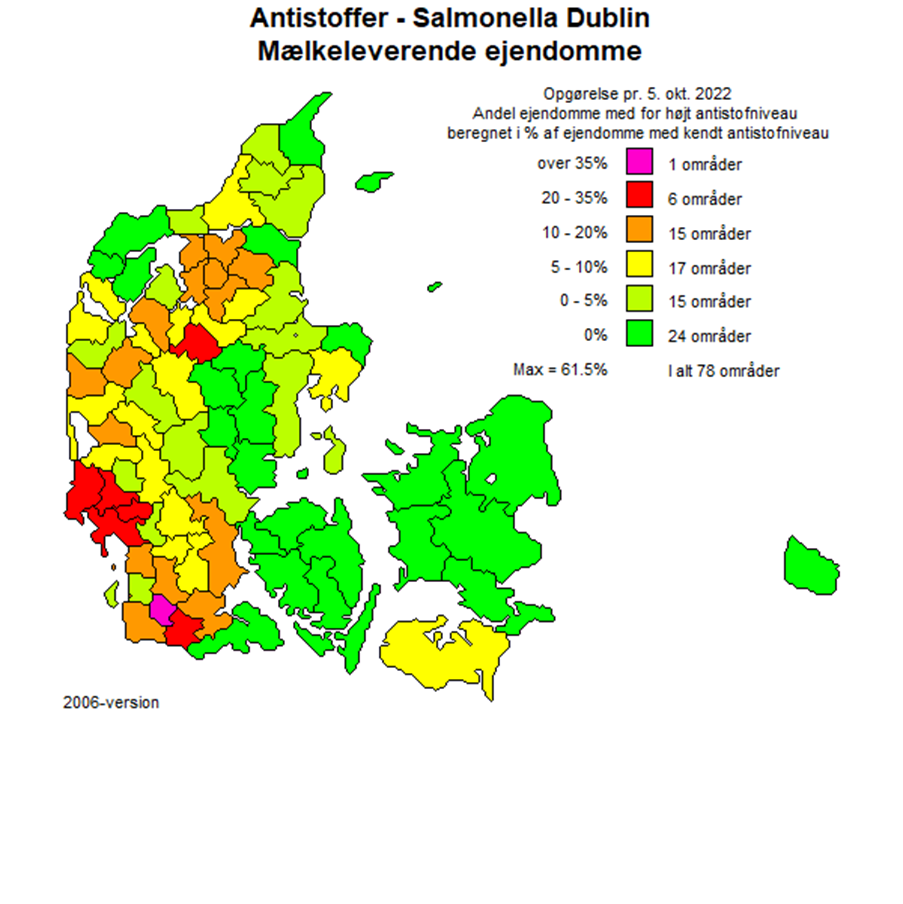 Antistoffer - Salmonella Dublin
Mælkeleverende ejendomme
Opgørelse pr. 5. okt. 2022
Andel ejendomme med for højt antistofniveau
beregnet i % af ejendomme med kendt antistofniveau
over 35% 1 områder
20 - 35% 6 områder
10 - 20% 15 områder
5 - 10% 17 områder
0 - 5% 15 områder
0% 24 områder
Max = 61.5% I alt 78 områder
2006-version